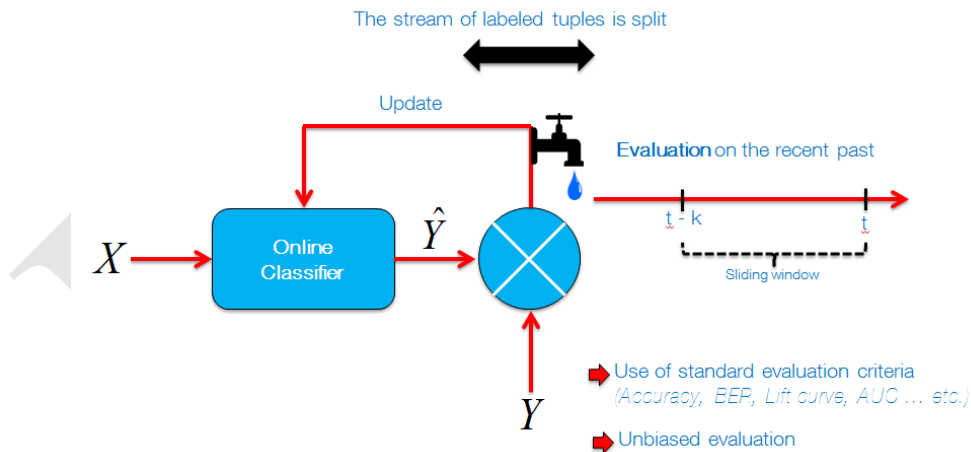 The stream of labeled tuples is split
Update
Evaluation on the recent past
t - k
t
Sliding window
X
Online
Classifier
Ŷ
Y
Use of standard evaluation criteria
(Accuracy, BER, Lift curve, AUC ... etc.)
Unbiased evaluation